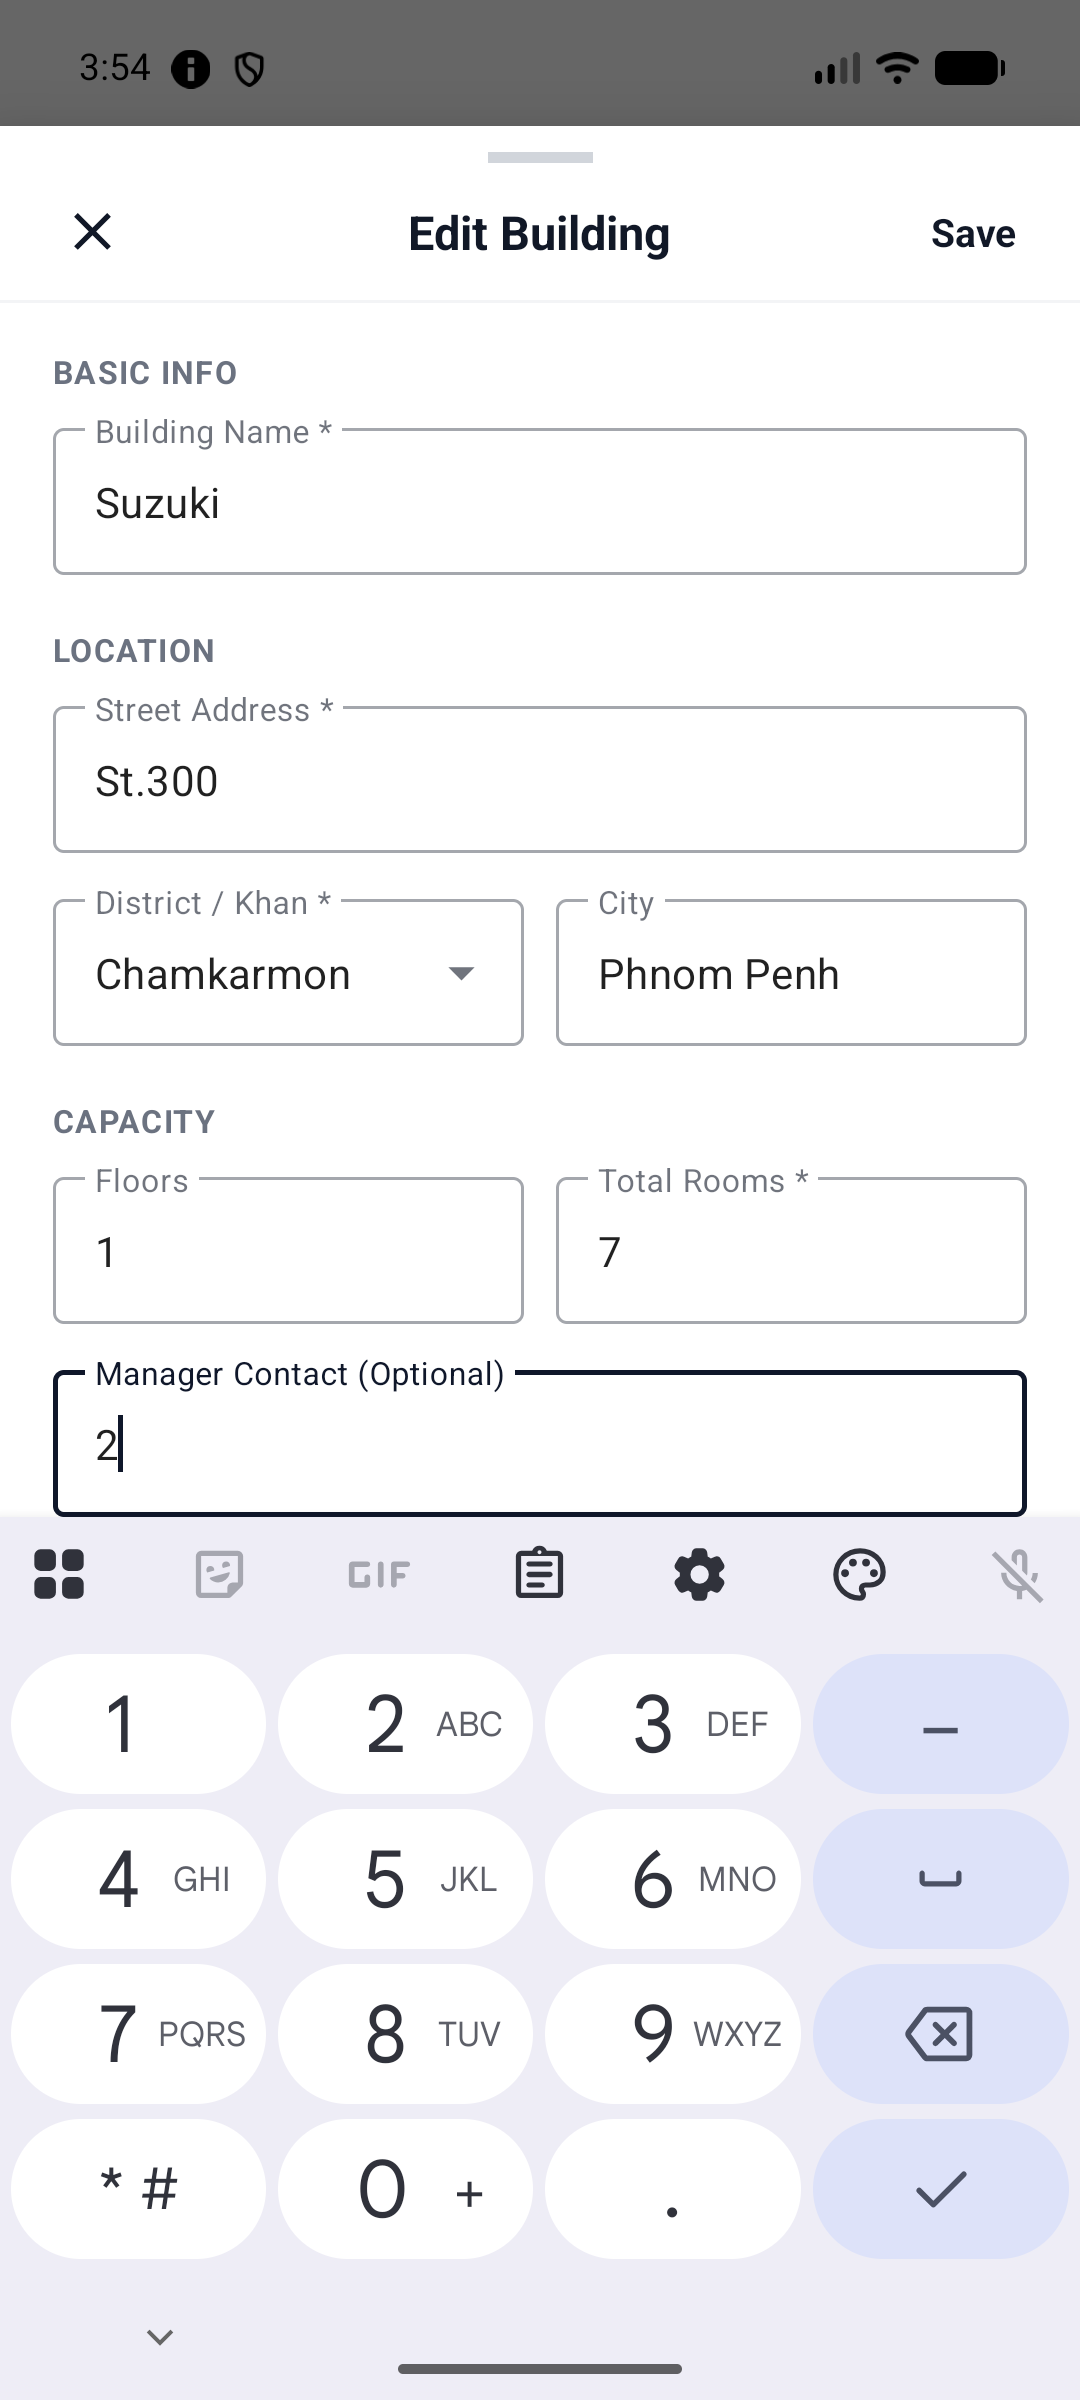 3:54
Edit Building
Save
BASIC INFO
Building Name *
Suzuki
LOCATION
Street Address *
St.300
District / Khan *
City
Chamkarmon
Phnom Penh
CAPACITY
Floors
Total Rooms *
1
7
Manager Contact (Optional)
2
GIF
1
2 ABC
3 DEF
–
4 GHI
5 JKL
6 MNO
7 PQRS
8 TUV
9 WXYZ
* #
0 +
.